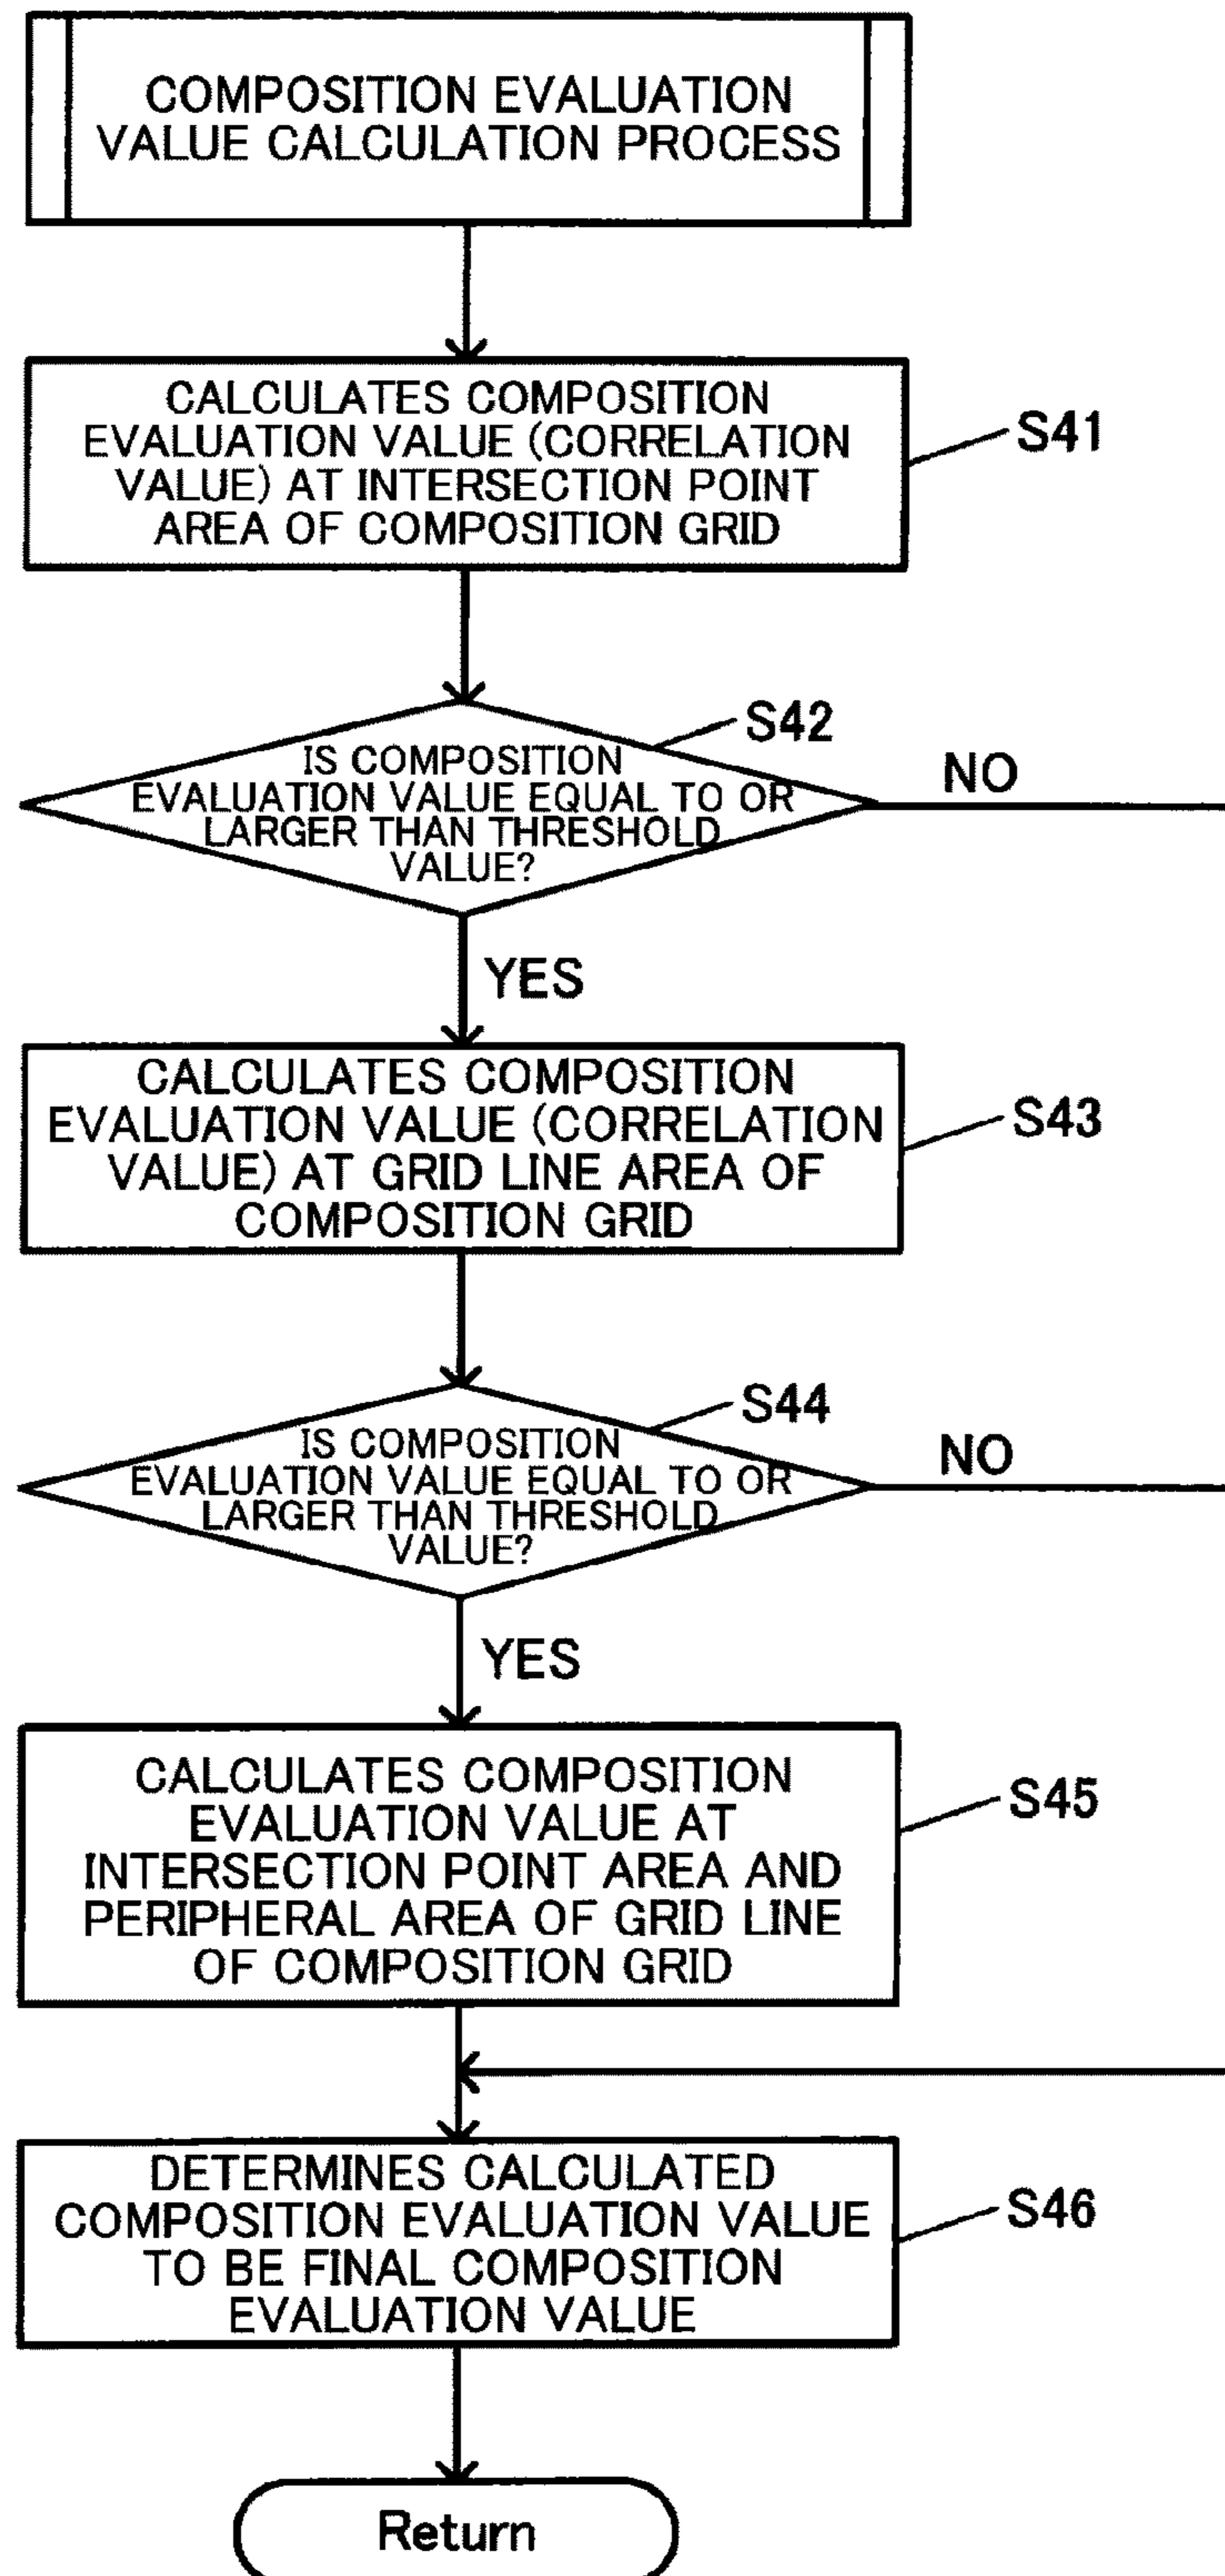 COMPOSITION EVALUATION
VALUE CALCULATION PROCESS
CALCULATES COMPOSITION
EVALUATION VALUE (CORRELATION
VALUE) AT INTERSECTION POINT
AREA OF COMPOSITION GRID
S41
S42
IS COMPOSITION
EVALUATION VALUE EQUAL TO OR
LARGER THAN THRESHOLD
VALUE?
NO
YES
CALCULATES COMPOSITION
EVALUATION VALUE (CORRELATION
VALUE) AT GRID LINE AREA OF
COMPOSITION GRID
S43
S44
IS COMPOSITION
EVALUATION VALUE EQUAL TO OR
LARGER THAN THRESHOLD
VALUE?
NO
YES
CALCULATES COMPOSITION
EVALUATION VALUE AT
INTERSECTION POINT AREA AND
PERIPHERAL AREA OF GRID LINE
OF COMPOSITION GRID
S45
DETERMINES CALCULATED
COMPOSITION EVALUATION VALUE
TO BE FINAL COMPOSITION
EVALUATION VALUE
S46
Return